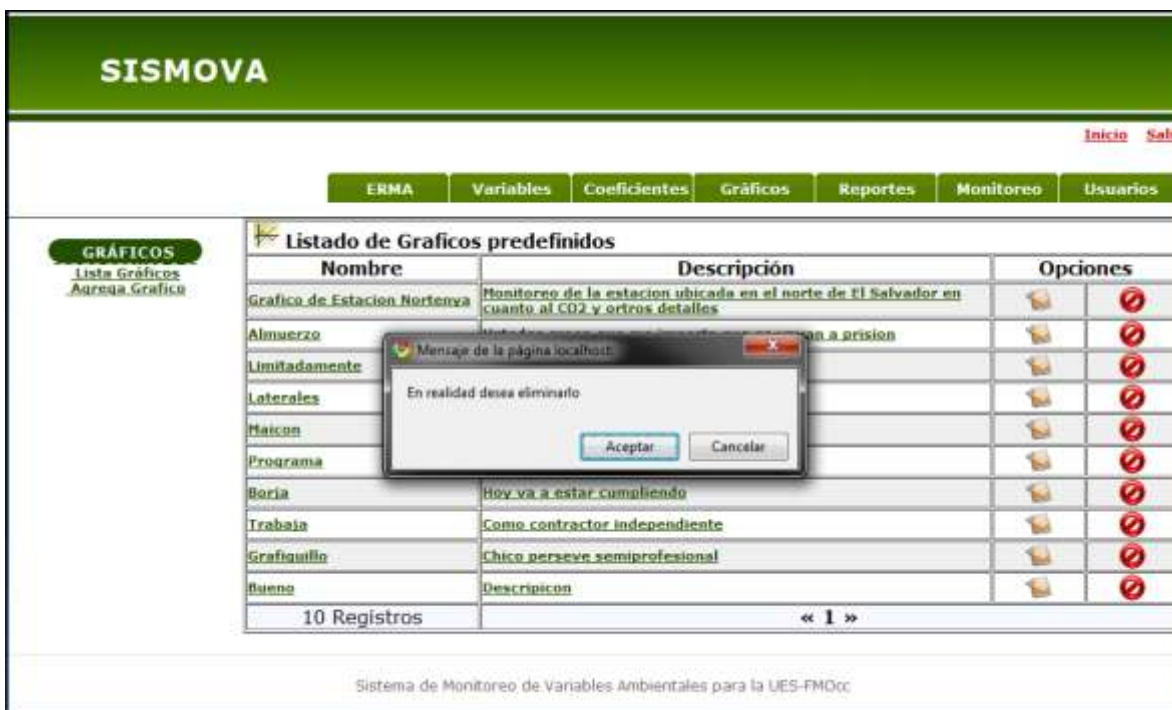 SISMOVA
Inicio
ERMA Variables Coeficientes Gráficos Reportes Monitoreo Usuarios
GRÁFICOS
Lista Gráficos
Agrega Grafico
Listado de Graficos predefinidos
Nombre Descripción Opciones
Grafico de Estacion Nortenya
Monitoreo de la estacion ubicada en el norte de El Salvador en
cuanto al CO2 y ortros detalles
Almuerzo
an a prision
Mensaje de la página localhost:
En realidad desea eliminarlo
Aceptar Cancelar
Limitadamente
Laterales
Maicon
Programa
Borja Hoy va a estar cumpliendo
Trabaja Como contractor independiente
Grafiquillo Chico perseve semiprofesional
Bueno Descripicon
10 Registros « 1 »
Sistema de Monitoreo de Variables Ambientales para la UES-FMOcc